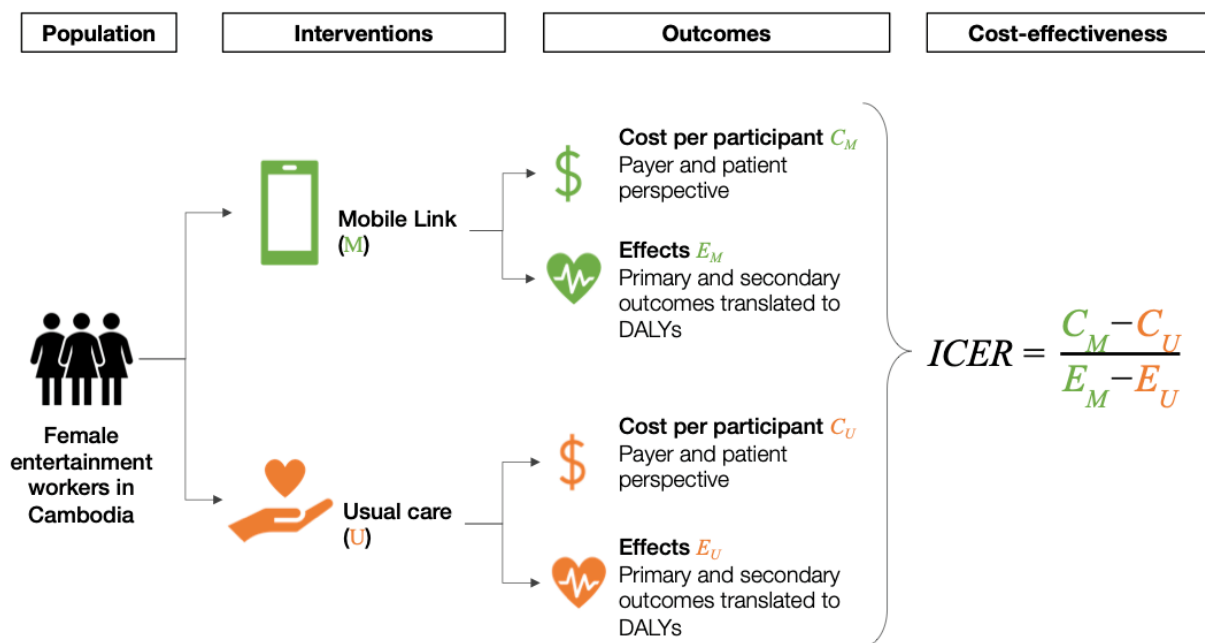 Population
Interventions
Outcomes
Cost-effectiveness
Female
entertainment
workers in
Cambodia
Mobile Link
(M)
Usual care
(U)
$
Cost per participant C_M
Payer and patient
perspective
Effects E_M
Primary and secondary
outcomes translated to
DALYs
$
Cost per participant C_U
Payer and patient
perspective
Effects E_U
Primary and secondary
outcomes translated to
DALYs
ICER = 
C_M−C_U
E_M−E_U